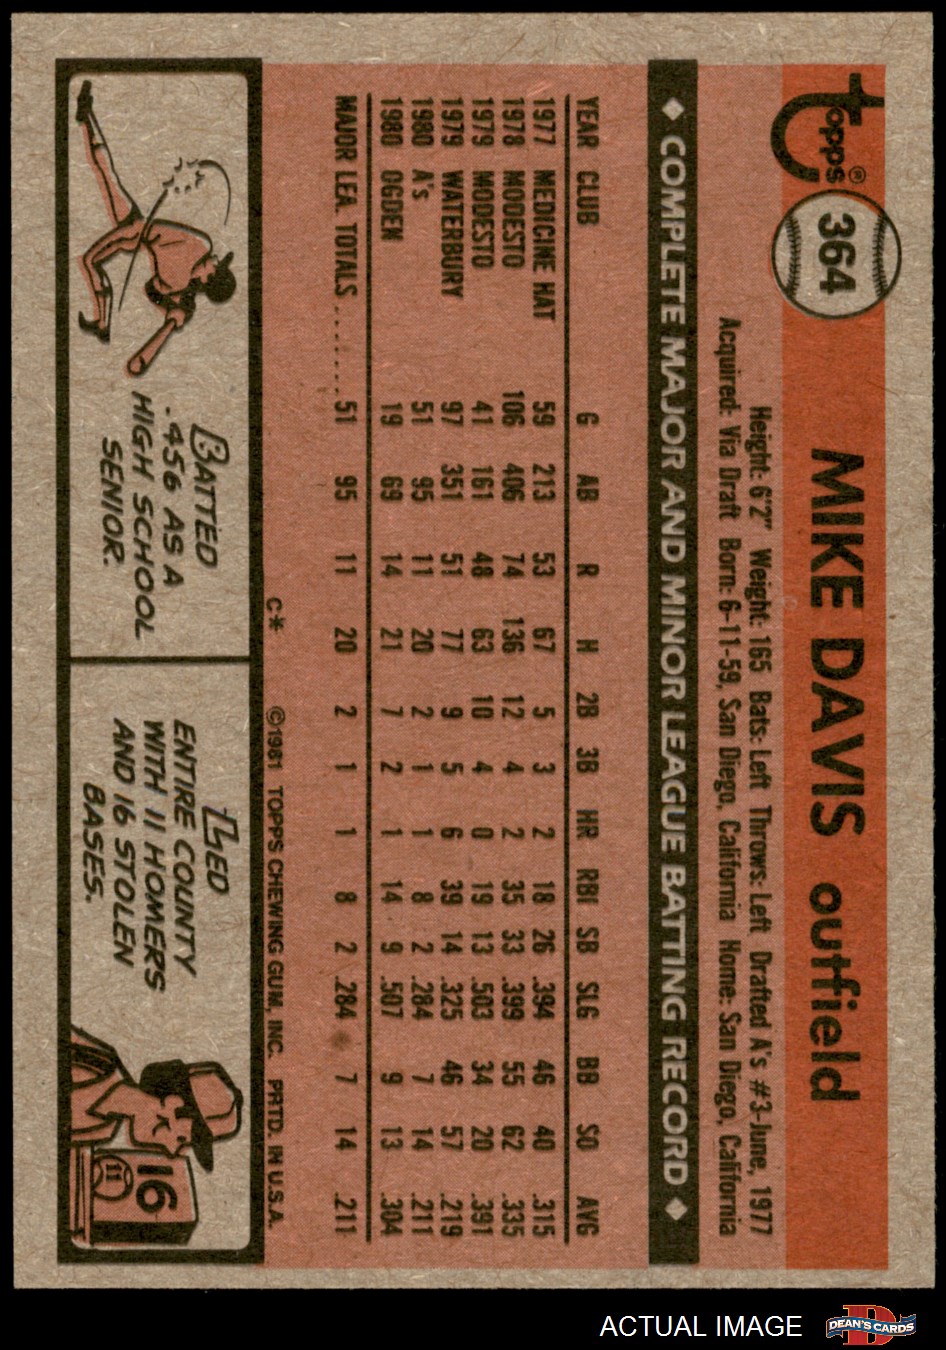 Topps®
364
MIKE DAVIS outfield
Height: 6'2" Weight: 165 Bats: Left Throws: Left Drafted A's #3-June, 1977
Acquired: Via Draft Born: 6-11-59, San Diego, California Home: San Diego, California
◆ COMPLETE MAJOR AND MINOR LEAGUE BATTING RECORD ◆
YEAR CLUB G AB R H 2B 3B HR RBI SB SLG BB SO AVG
1977 MEDICINE HAT 59 213 53 67 5 3 2 18 26 .394 46 40 .315
1978 MODESTO 106 406 74 136 12 4 2 35 33 .399 55 62 .335
1979 MODESTO 41 161 48 63 10 4 0 19 13 .503 34 20 .391
1979 WATERBURY 97 351 51 77 9 5 6 39 14 .325 46 57 .219
1980 A's 51 95 11 20 2 1 1 8 2 .284 7 14 .211
1980 OGDEN 19 69 14 21 7 2 1 14 9 .507 9 13 .304
MAJOR LEA. TOTALS....... 51 95 11 20 2 1 1 8 2 .284 7 14 .211
C* ©1981 TOPPS CHEWING GUM, INC. PRTD. IN U.S.A.
BATTED
.456 AS A
HIGH SCHOOL
SENIOR.
LED
ENTIRE COUNTY
WITH 11 HOMERS
AND 16 STOLEN
BASES.
16
11
ACTUAL IMAGE
D
DEAN'S CARDS